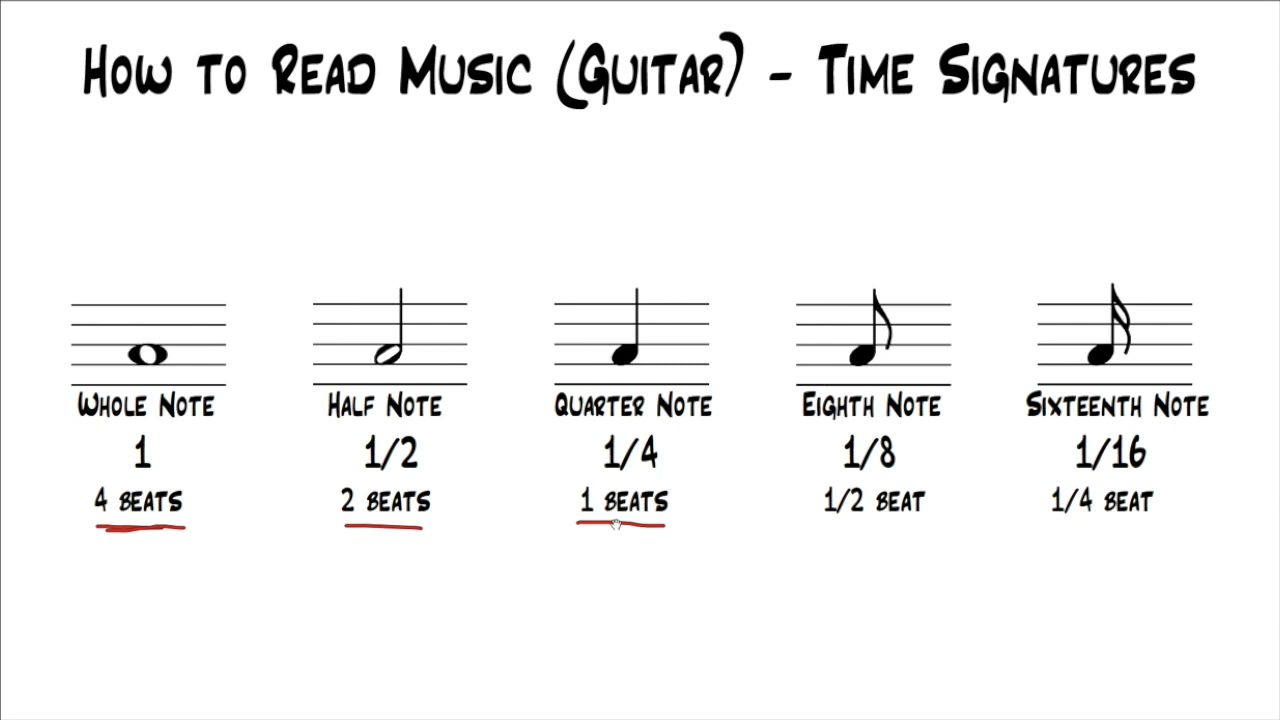 How to Read Music (Guitar) - Time Signatures
Whole Note Half Note Quarter Note Eighth Note Sixteenth Note
1 1/2 1/4 1/8 1/16
4 beats 2 beats 1 beats 1/2 beat 1/4 beat